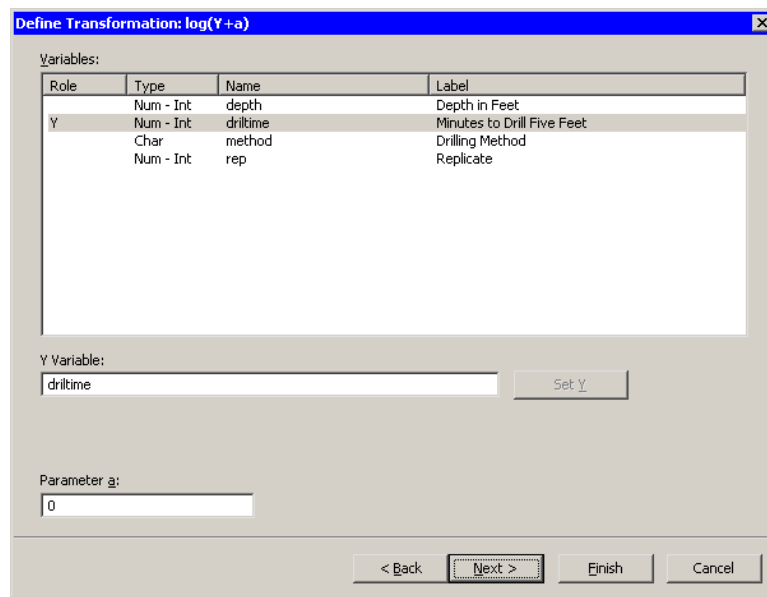 Define Transformation: log(Y+a)
Variables:
Role Type Name Label
Num - Int depth Depth in Feet
Y Num - Int driltime Minutes to Drill Five Feet
Char method Drilling Method
Num - Int rep Replicate
Y Variable:
driltime Set Y
Parameter a:
0
< Back Next > Finish Cancel